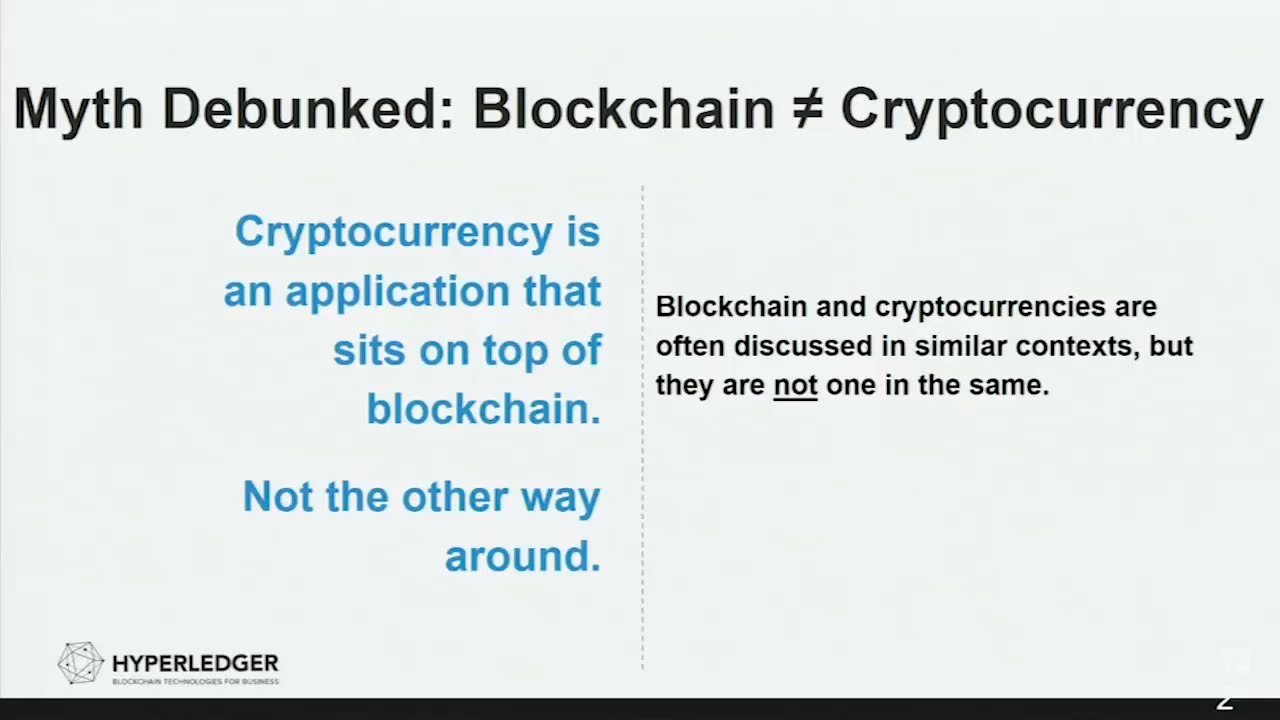 Myth Debunked: Blockchain ≠ Cryptocurrency
Cryptocurrency is
an application that
sits on top of
blockchain.
Not the other way
around.
Blockchain and cryptocurrencies are
often discussed in similar contexts, but
they are not one in the same.
HYPERLEDGER
BLOCKCHAIN TECHNOLOGIES FOR BUSINESS
2